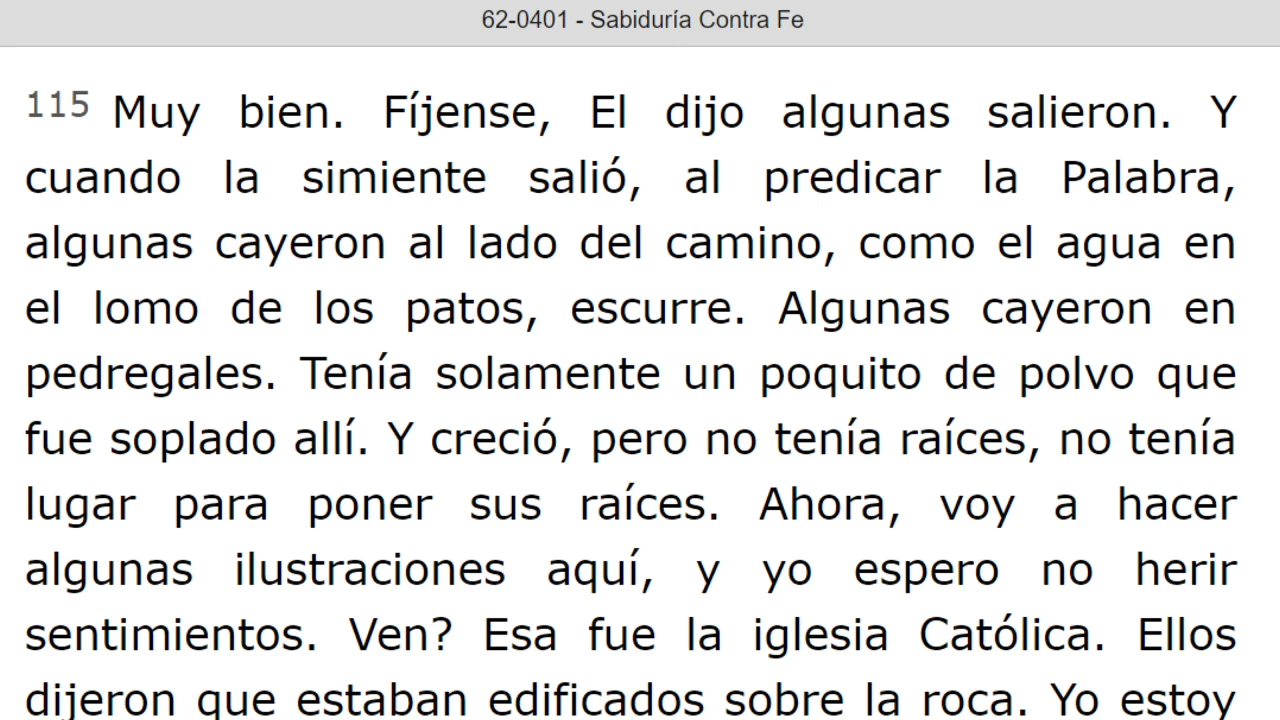 62-0401 - Sabiduría Contra Fe
115 Muy bien. Fíjense, El dijo algunas salieron. Y
cuando la simiente salió, al predicar la Palabra,
algunas cayeron al lado del camino, como el agua en
el lomo de los patos, escurre. Algunas cayeron en
pedregales. Tenía solamente un poquito de polvo que
fue soplado allí. Y creció, pero no tenía raíces, no tenía
lugar para poner sus raíces. Ahora, voy a hacer
algunas ilustraciones aquí, y yo espero no herir
sentimientos. Ven? Esa fue la iglesia Católica. Ellos
dijeron que estaban edificados sobre la roca. Yo estoy